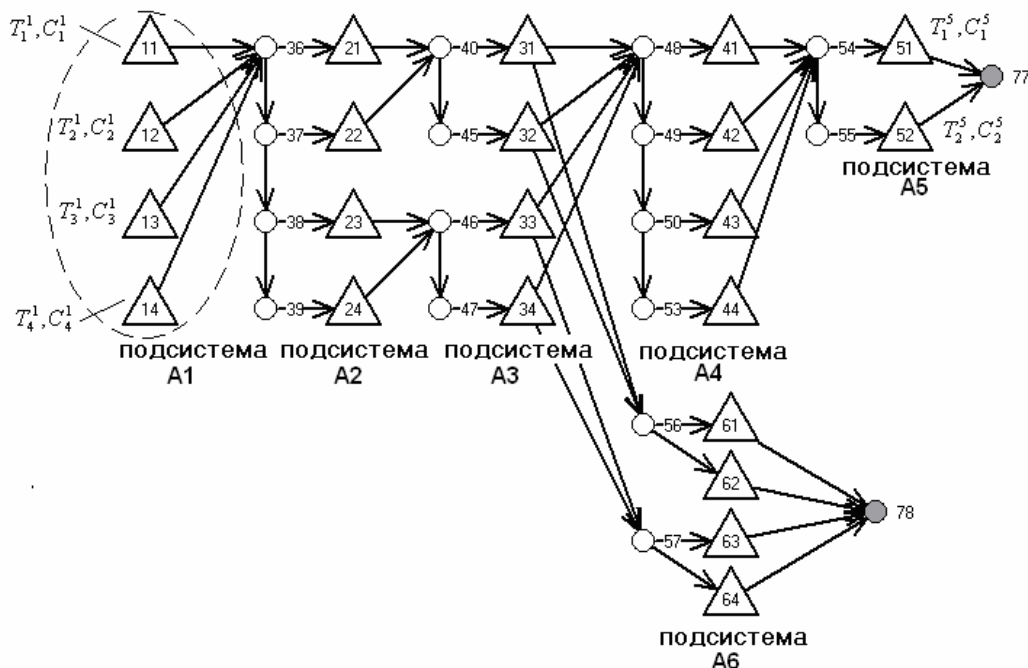 T₁¹,C₁¹ 11 36 21 40 31 48 41 54 51 T₁⁵,C₁⁵
77
T₂¹,C₂¹ 12 37 22 45 32 49 42 55 52 T₂⁵,C₂⁵
подсистема
A5
T₃¹,C₃¹ 13 38 23 46 33 50 43
T₄¹,C₄¹ 14 39 24 47 34 53 44
подсистема подсистема подсистема подсистема
A1 A2 A3 A4
56 61
62
78
57 63
64
подсистема
A6